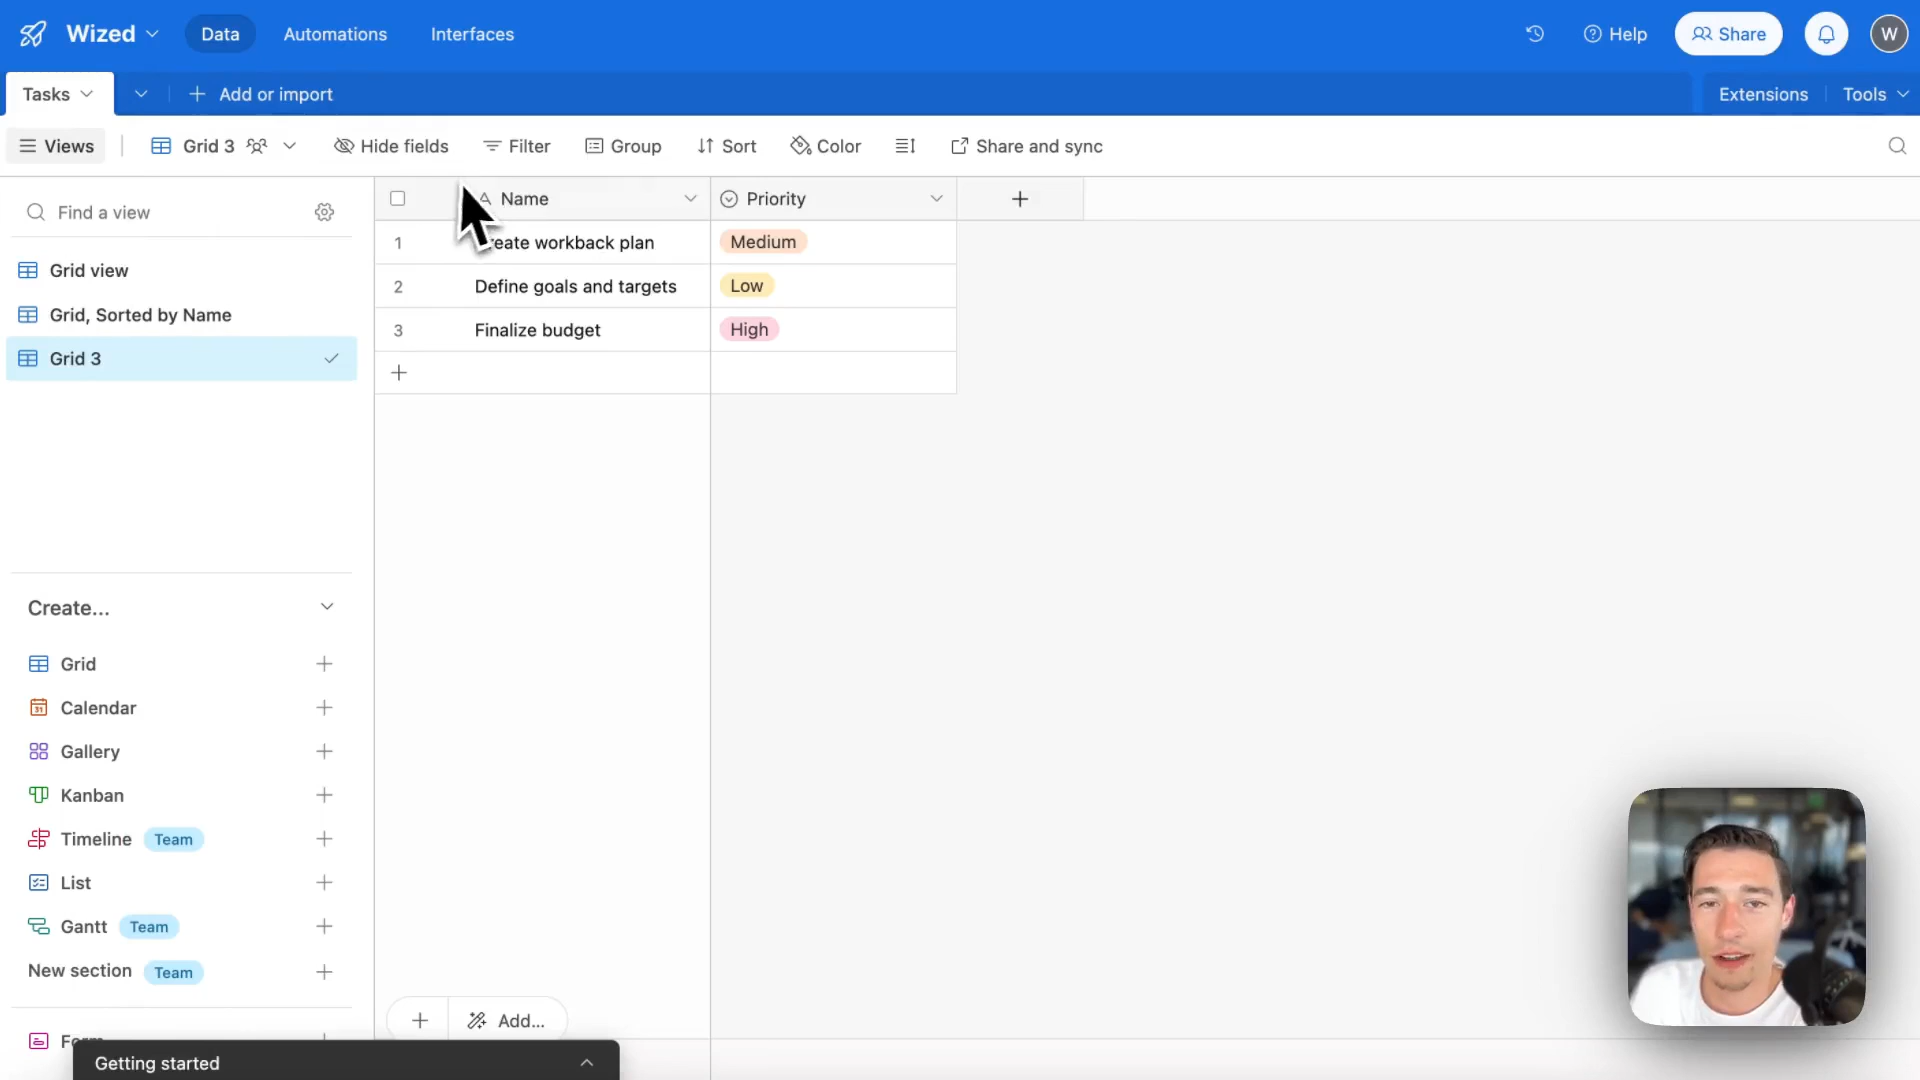 Wized
Data
Automations
Interfaces
Help
Share
W
Tasks
Add or import
Extensions
Tools
Views
Grid 3
Hide fields
Filter
Group
Sort
Color
Share and sync
Find a view
Grid view
Grid, Sorted by Name
Grid 3
Name
Priority
1
eate workback plan
Medium
2
Define goals and targets
Low
3
Finalize budget
High
Create...
Grid
Calendar
Gallery
Kanban
Timeline
Team
List
Gantt
Team
New section
Team
Form
Add...
Getting started